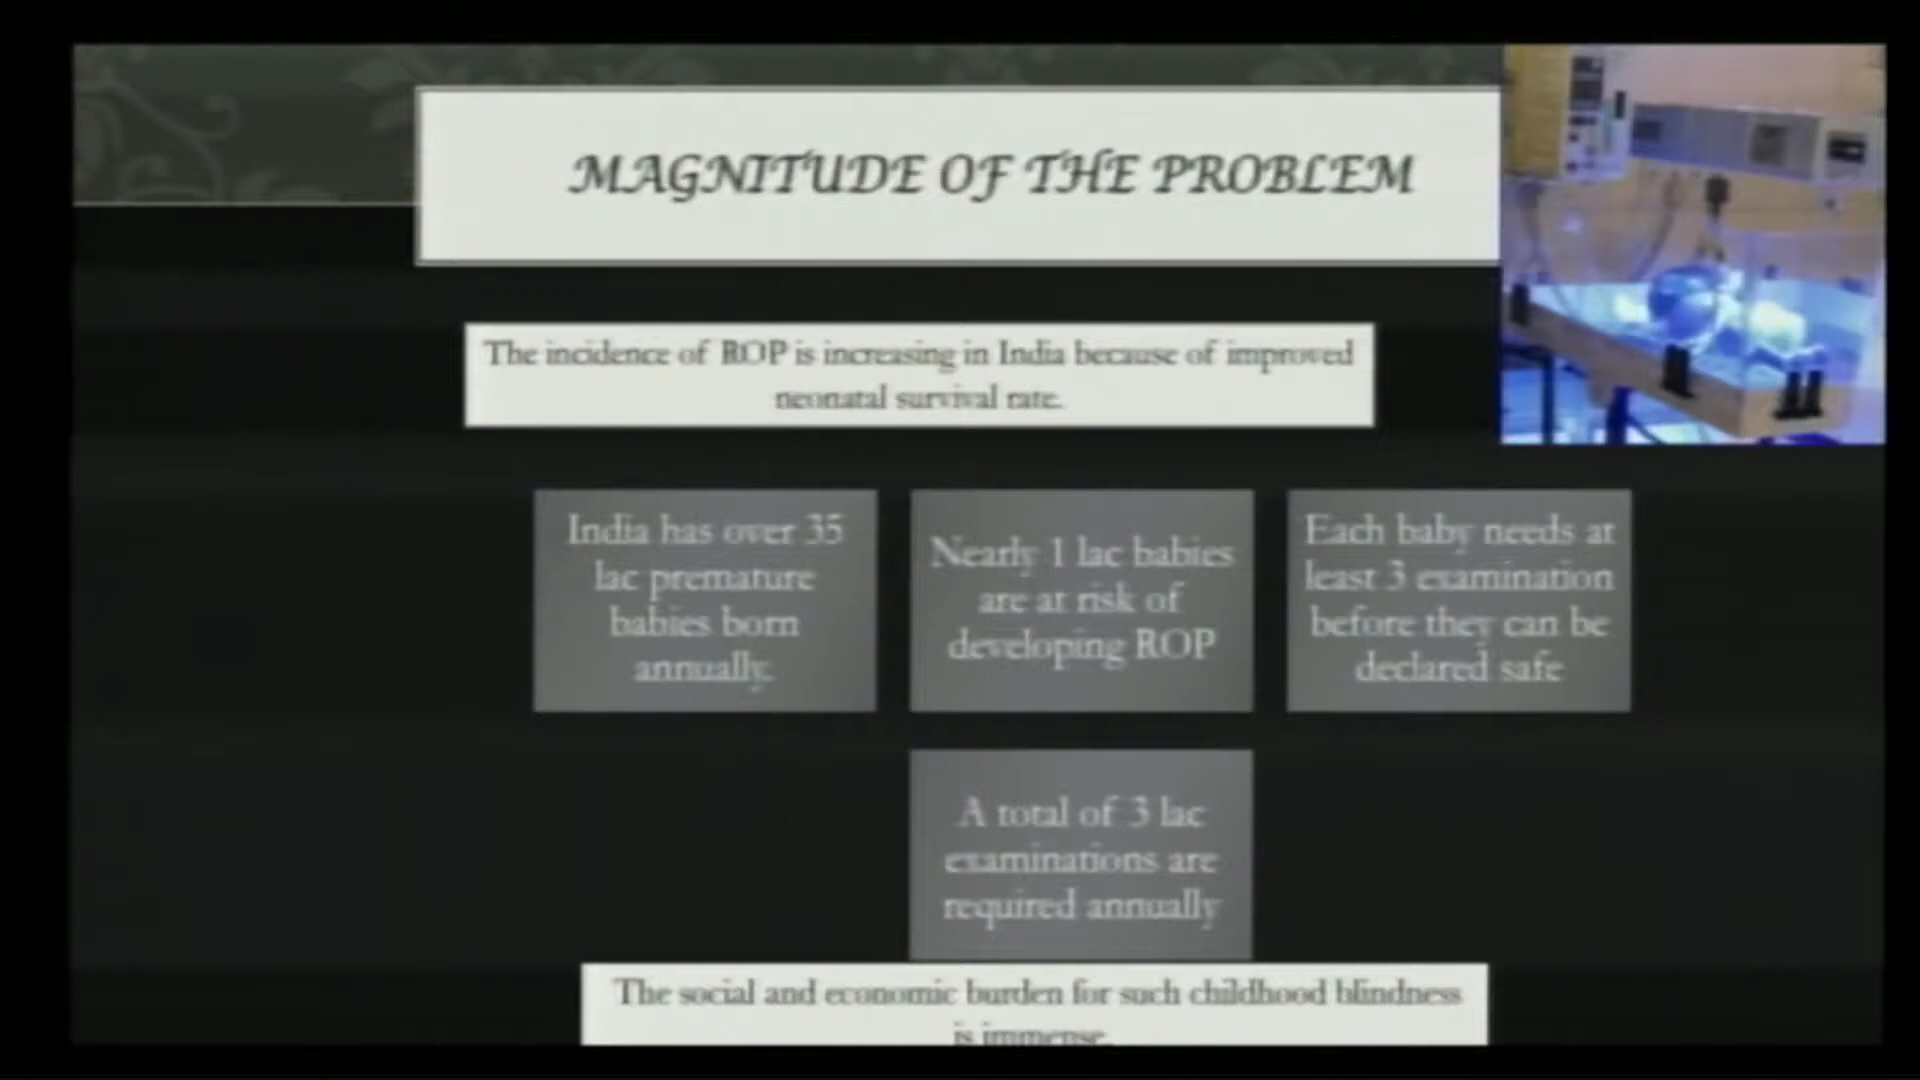 MAGNITUDE OF THE PROBLEM
The incidence of ROP is increasing in India because of improved
neonatal survival rate.
India has over 35
lac premature
babies born
annually.
Nearly 1 lac babies
are at risk of
developing ROP
Each baby needs at
least 3 examination
before they can be
declared safe
A total of 3 lac
examinations are
required annually
The social and economic burden for such childhood blindness
is immense.